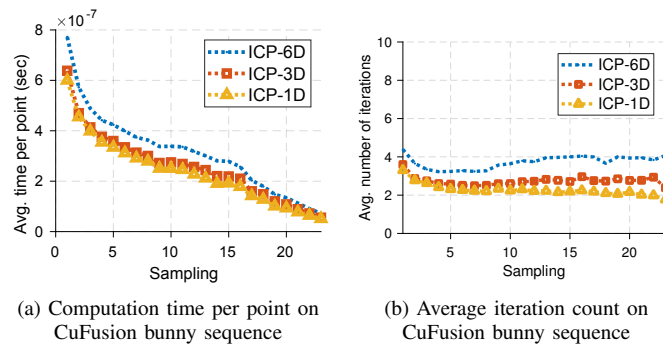 ×10⁻⁷
8
6
4
2
0
Avg. time per point (sec)
ICP-6D
ICP-3D
ICP-1D
0 5 10 15 20
Sampling
(a) Computation time per point on
CuFusion bunny sequence
10
8
6
4
2
0
Avg. number of iterations
ICP-6D
ICP-3D
ICP-1D
5 10 15 20
Sampling
(b) Average iteration count on
CuFusion bunny sequence